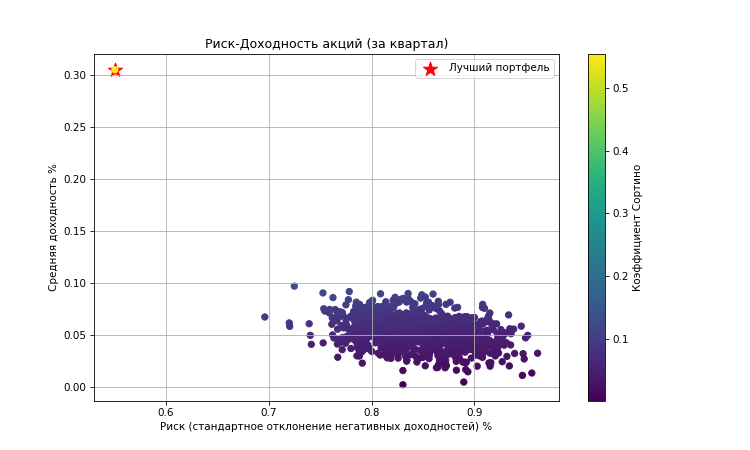 Риск-Доходность акций (за квартал)
Лучший портфель
Средняя доходность %
0.30
0.25
0.20
0.15
0.10
0.05
0.00
0.6 0.7 0.8 0.9
Риск (стандартное отклонение негативных доходностей) %
0.5
0.4
0.3
0.2
0.1
Коэффициент Сортино